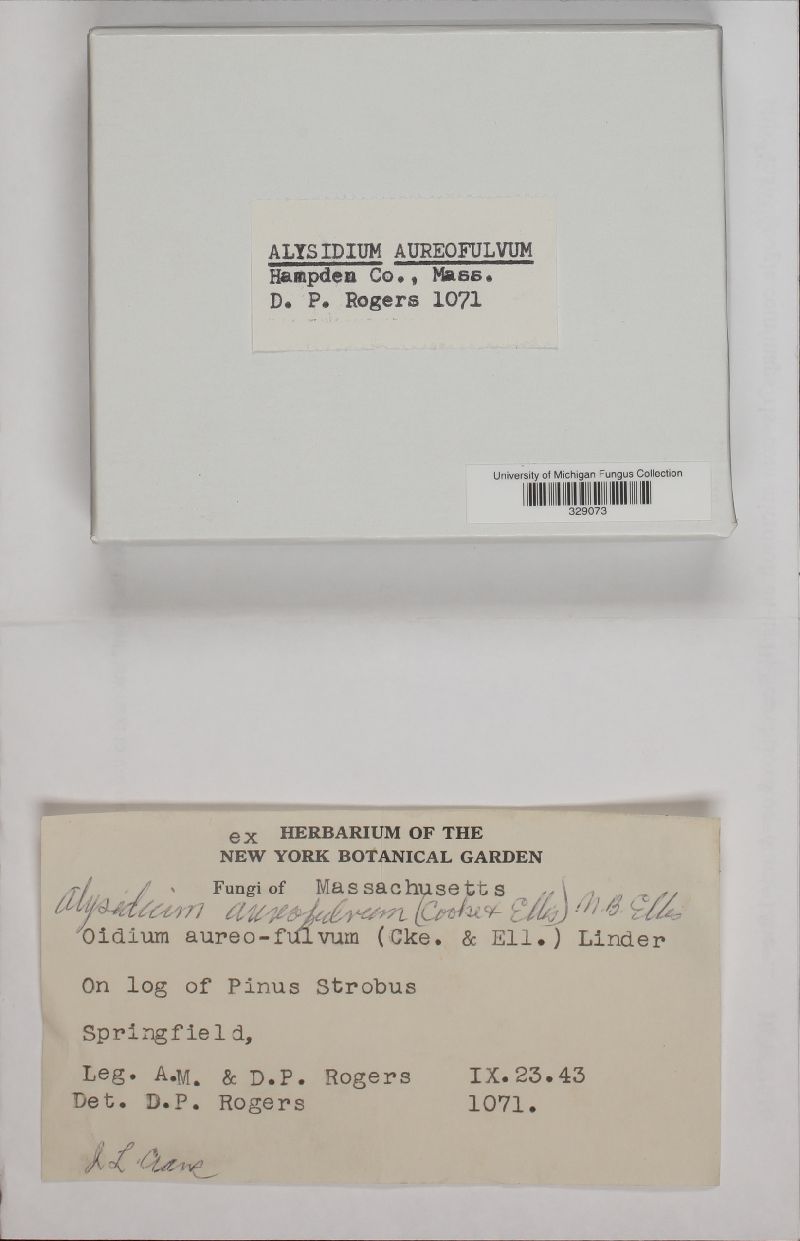 ALYSIDIUM AUREOFULVUM
Hampden Co., Mass.
D. P. Rogers 1071
University of Michigan Fungus Collection
329073
ex HERBARIUM OF THE
NEW YORK BOTANICAL GARDEN
Fungi of Massachusetts
Alysidium aureofulvum (Cooke & Ellis) M B Ellis
Oidium aureo-fulvum (Cke. & Ell.) Linder
On log of Pinus Strobus
Springfield,
Leg. A.M. & D.P. Rogers IX.23.43
Det. D.P. Rogers 1071.
J L Crane